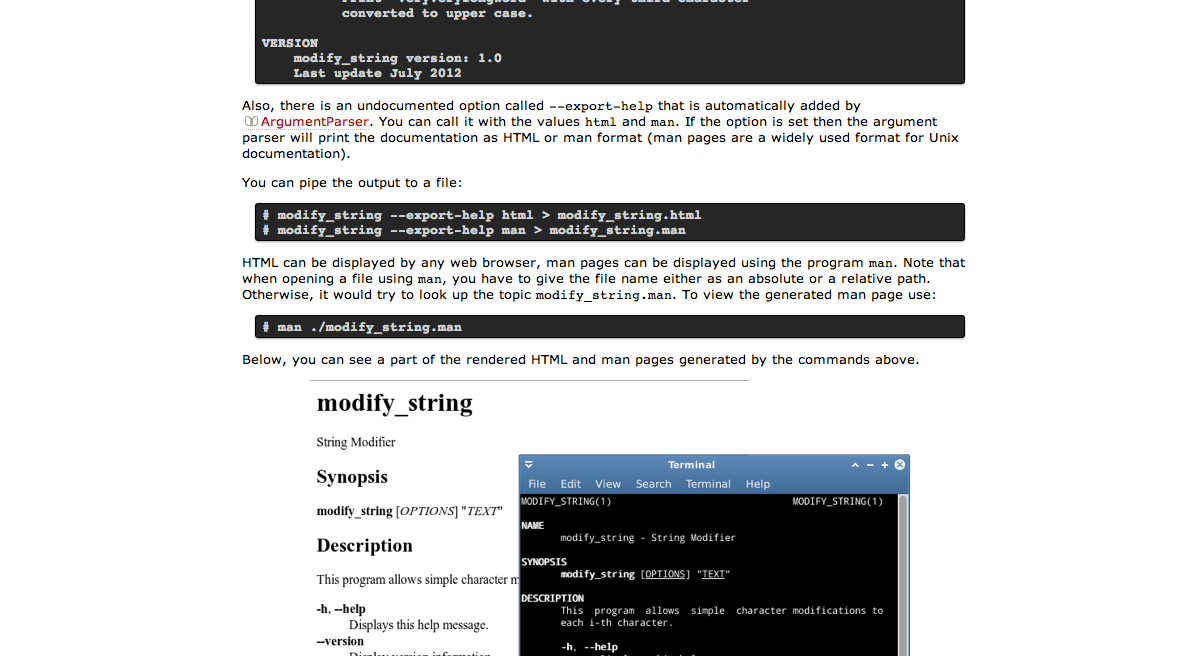 converted to upper case.
VERSION
modify_string version: 1.0
Last update July 2012
Also, there is an undocumented option called --export-help that is automatically added by
ArgumentParser. You can call it with the values html and man. If the option is set then the argument
parser will print the documentation as HTML or man format (man pages are a widely used format for Unix
documentation).
You can pipe the output to a file:
# modify_string --export-help html > modify_string.html
# modify_string --export-help man > modify_string.man
HTML can be displayed by any web browser, man pages can be displayed using the program man. Note that
when opening a file using man, you have to give the file name either as an absolute or a relative path.
Otherwise, it would try to look up the topic modify_string.man. To view the generated man page use:
# man ./modify_string.man
Below, you can see a part of the rendered HTML and man pages generated by the commands above.
modify_string
String Modifier
Synopsis
modify_string [OPTIONS] "TEXT"
Description
This program allows simple character m
-h, --help
Displays this help message.
--version
Display version information
Terminal
File Edit View Search Terminal Help
MODIFY_STRING(1) MODIFY_STRING(1)
NAME
modify_string - String Modifier
SYNOPSIS
modify_string [OPTIONS] "TEXT"
DESCRIPTION
This program allows simple character modifications to
each i-th character.
-h, --help